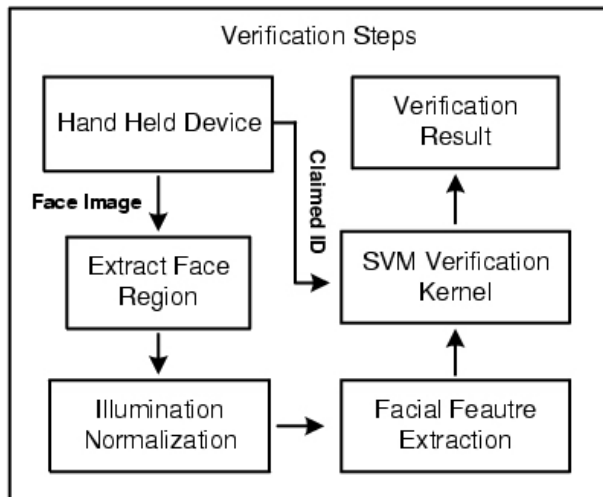 Verification Steps
Hand Held Device
Verification
Result
Face Image
Claimed ID
Extract Face
Region
SVM Verification
Kernel
Illumination
Normalization
Facial Feautre
Extraction